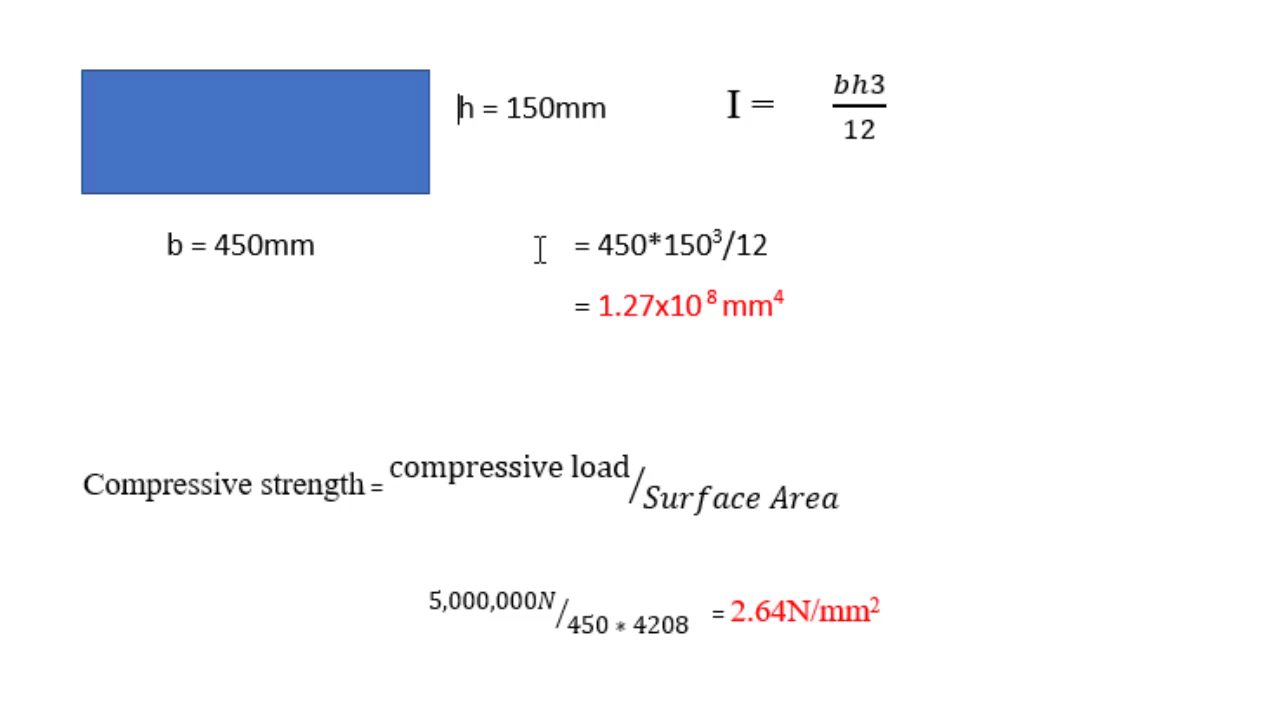 h = 150mm
I = bh3/12
b = 450mm
= 450*150³/12
= 1.27x10⁸ mm⁴
Compressive strength = compressive load/Surface Area
5,000,000N/450 * 4208 = 2.64N/mm²